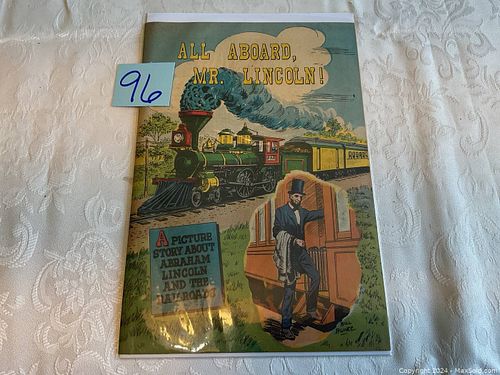 ALL ABOARD,
MR. LINCOLN!
96
A PICTURE
STORY ABOUT
ABRAHAM
LINCOLN
AND THE
RAILROADS
Copyright 2024 - MaxSold.com